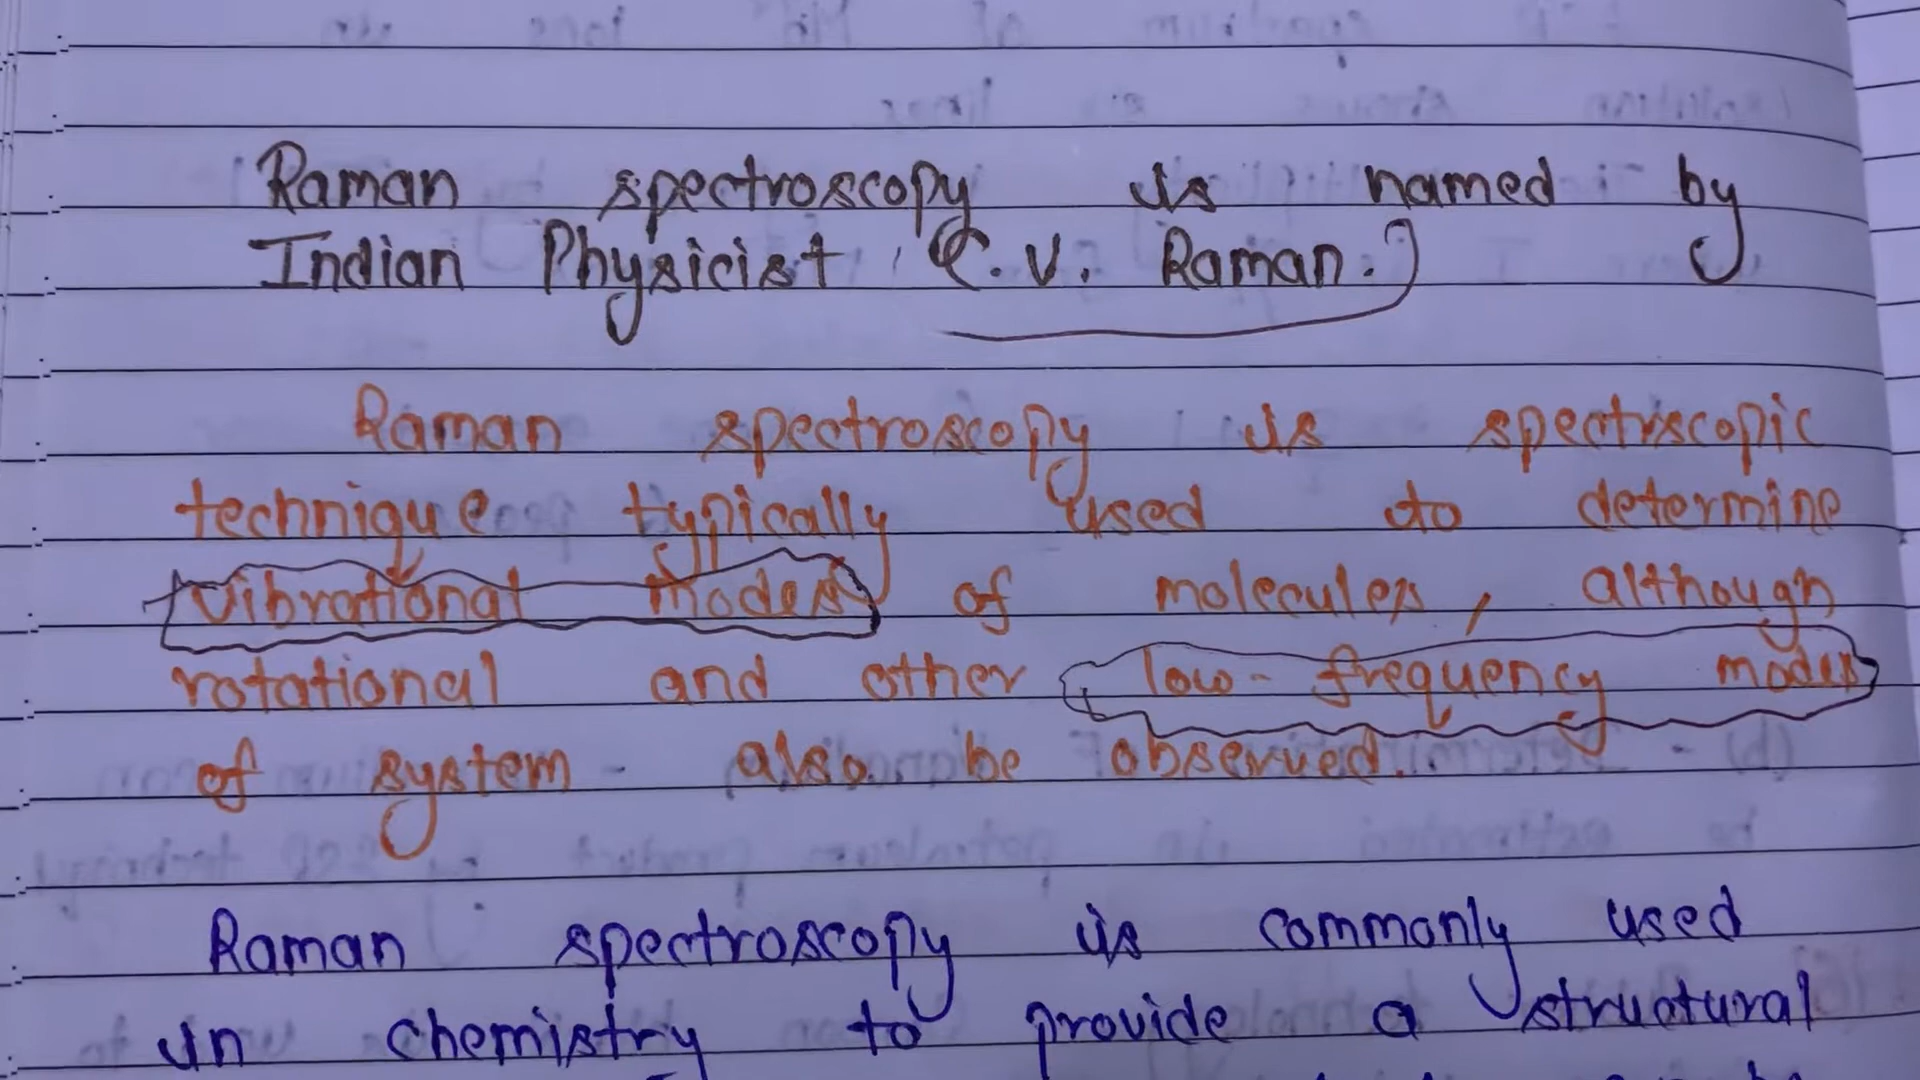 Raman spectroscopy is named by
Indian Physicist (C.V. Raman.)
Raman spectroscopy is spectriscopic
technique typically used to determine
vibrational modes of molecules, although
rotational and other low-frequency modes
of system also be observed.
Raman spectroscopy is commonly used
in chemistry to provide a structural